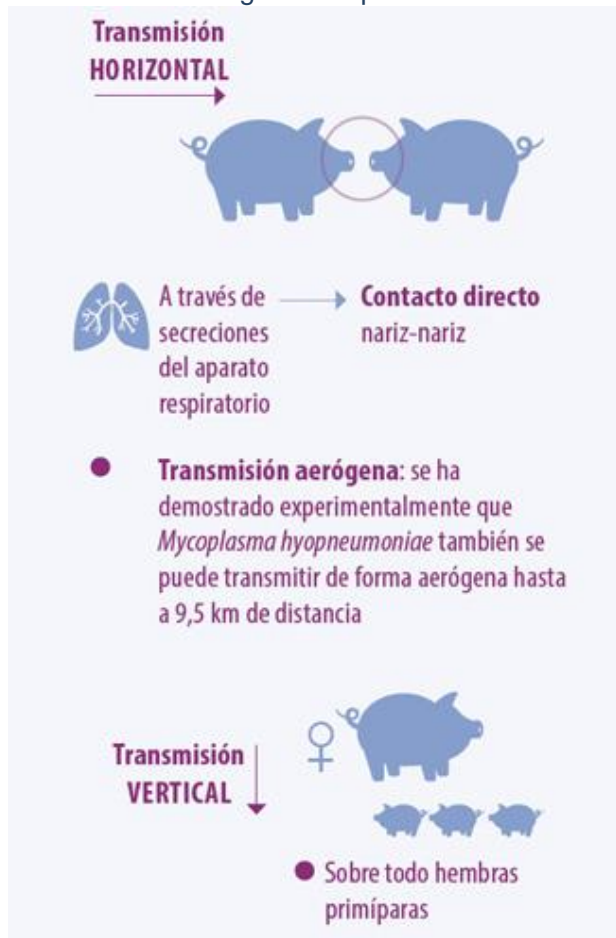 Transmisión
HORIZONTAL
A través de
secreciones
del aparato
respiratorio
Contacto directo
nariz-nariz
Transmisión aerógena: se ha
demostrado experimentalmente que
Mycoplasma hyopneumoniae también se
puede transmitir de forma aerógena hasta
a 9,5 km de distancia
Transmisión
VERTICAL
Sobre todo hembras
primíparas